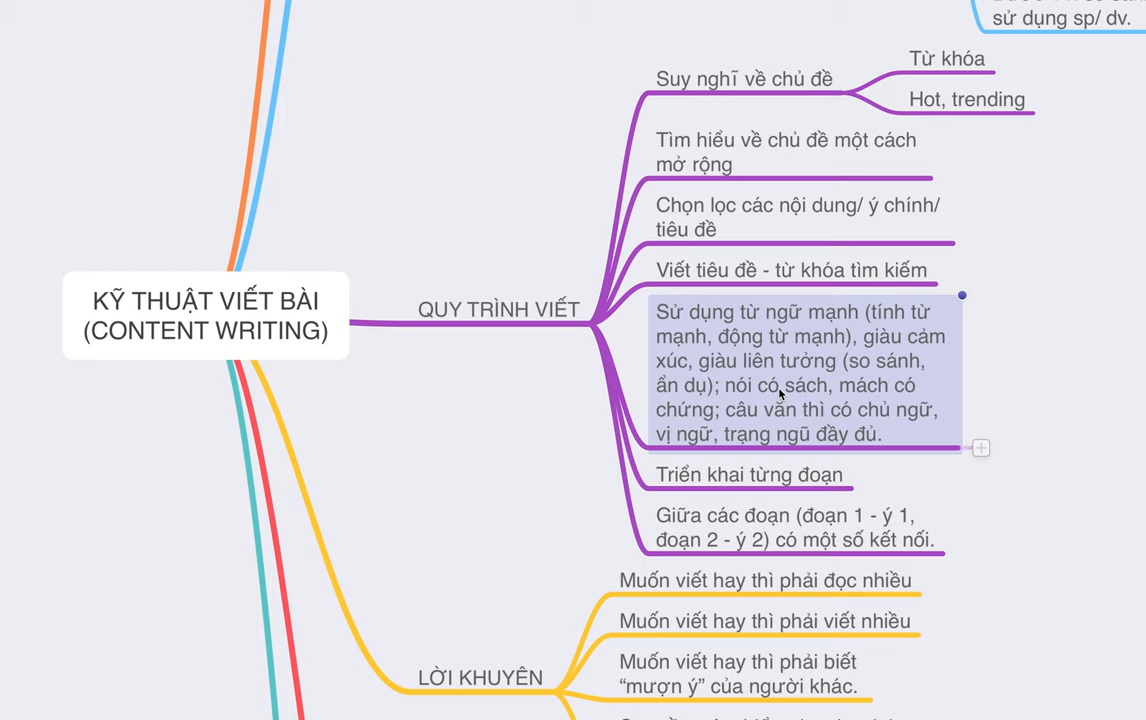 sử dụng sp/ dv.
Từ khóa
Suy nghĩ về chủ đề
Hot, trending
Tìm hiểu về chủ đề một cách
mở rộng
Chọn lọc các nội dung/ ý chính/
tiêu đề
Viết tiêu đề - từ khóa tìm kiếm
KỸ THUẬT VIẾT BÀI
(CONTENT WRITING)
QUY TRÌNH VIẾT
Sử dụng từ ngữ mạnh (tính từ
mạnh, động từ mạnh), giàu cảm
xúc, giàu liên tưởng (so sánh,
ẩn dụ); nói có sách, mách có
chứng; câu văn thì có chủ ngữ,
vị ngữ, trạng ngũ đầy đủ.
Triển khai từng đoạn
Giữa các đoạn (đoạn 1 - ý 1,
đoạn 2 - ý 2) có một số kết nối.
Muốn viết hay thì phải đọc nhiều
Muốn viết hay thì phải viết nhiều
LỜI KHUYÊN
Muốn viết hay thì phải biết
“mượn ý” của người khác.